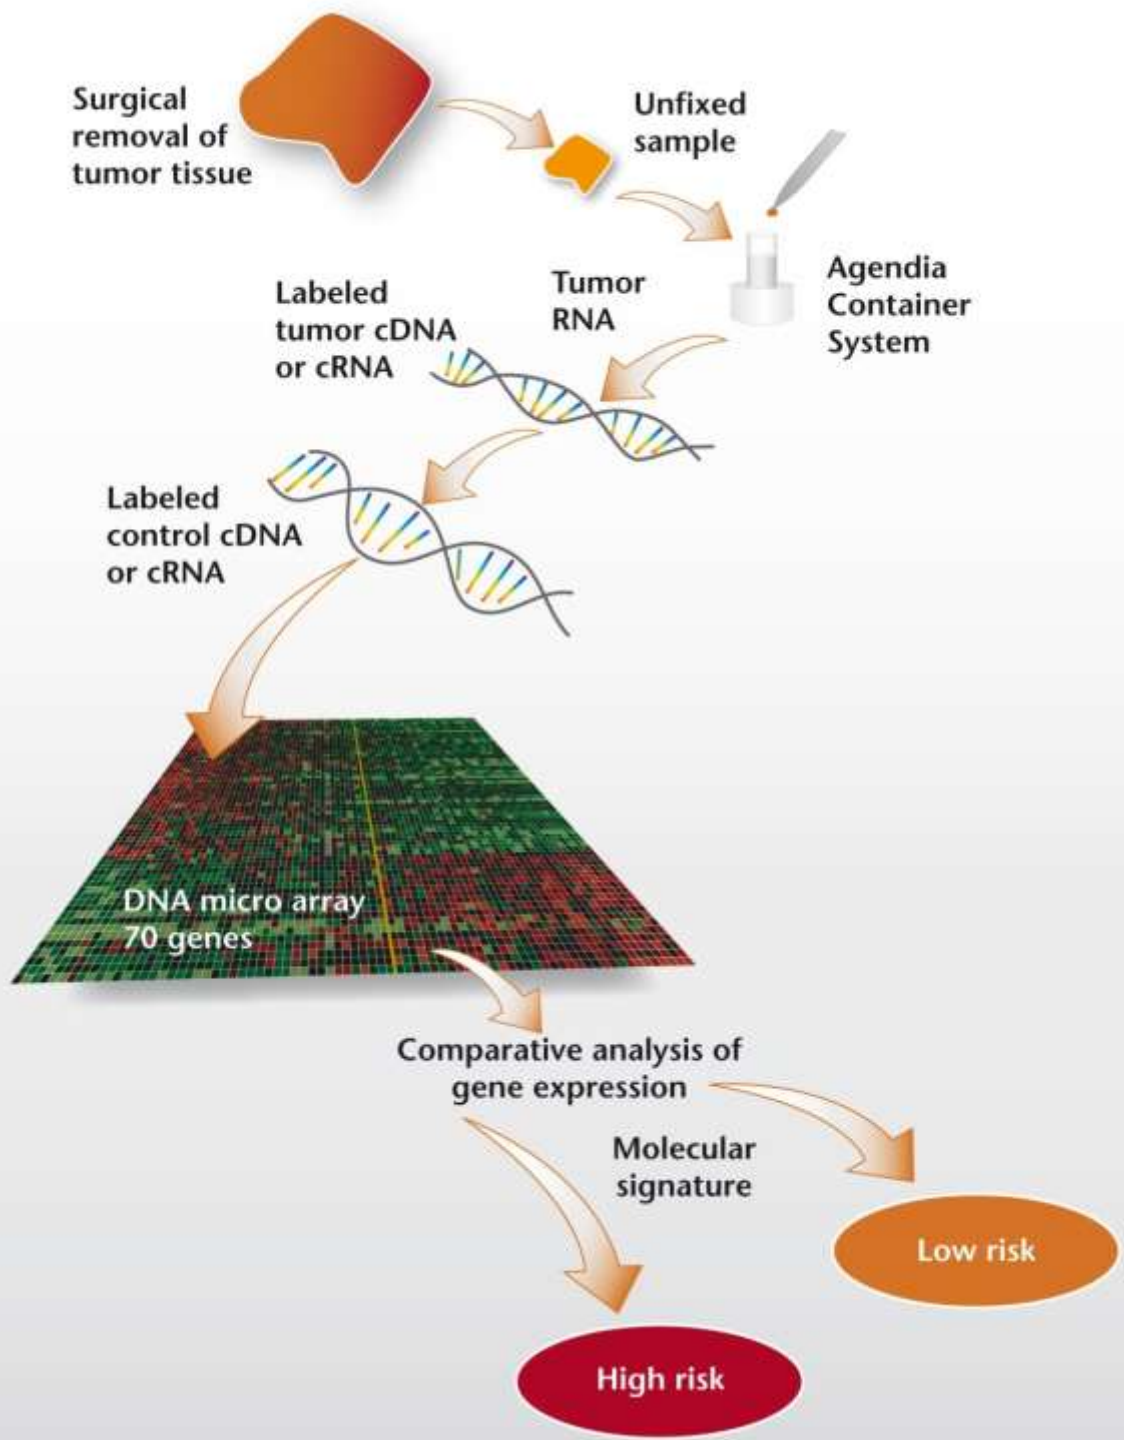 Surgical
removal of
tumor tissue
Unfixed
sample
Agendia
Container
System
Tumor
RNA
Labeled
tumor cDNA
or cRNA
Labeled
control cDNA
or cRNA
DNA micro array
70 genes
Comparative analysis of
gene expression
Molecular
signature
Low risk
High risk